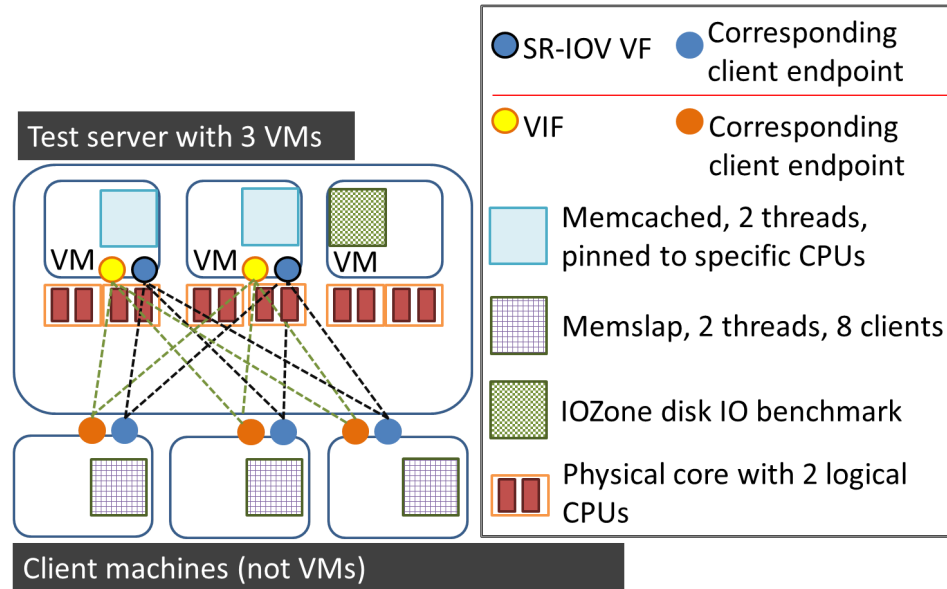 SR-IOV VF
Corresponding
client endpoint
VIF
Corresponding
client endpoint
Test server with 3 VMs
VM
VM
VM
Memcached, 2 threads,
pinned to specific CPUs
Memslap, 2 threads, 8 clients
IOZone disk IO benchmark
Physical core with 2 logical
CPUs
Client machines (not VMs)